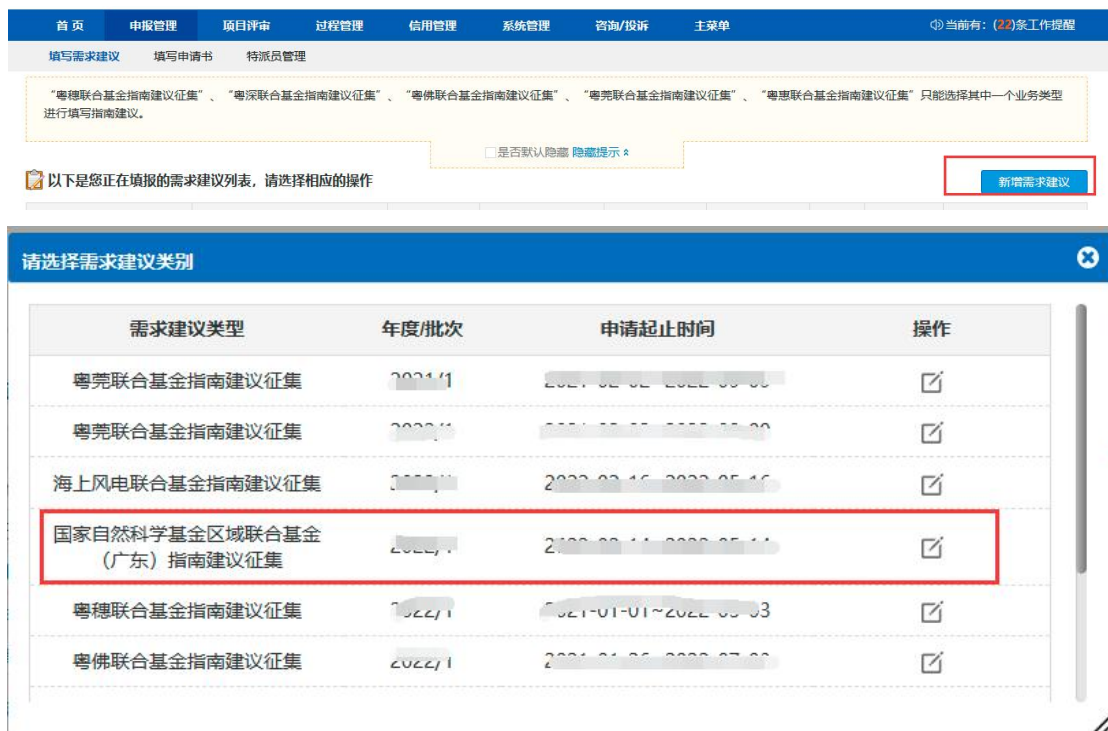 首 页 申报管理 项目评审 过程管理 信用管理 系统管理 咨询/投诉 主菜单 当前有：(22)条工作提醒
填写需求建议 填写申请书 特派员管理
“粤穗联合基金指南建议征集”、“粤深联合基金指南建议征集”、“粤佛联合基金指南建议征集”、“粤莞联合基金指南建议征集”、“粤惠联合基金指南建议征集”只能选择其中一个业务类型
进行填写指南建议。
是否默认隐藏 隐藏提示
以下是您正在填报的需求建议列表，请选择相应的操作 新增需求建议
请选择需求建议类别
需求建议类型 年度/批次 申请起止时间 操作
粤莞联合基金指南建议征集
粤莞联合基金指南建议征集
海上风电联合基金指南建议征集
国家自然科学基金区域联合基金
（广东）指南建议征集
粤穗联合基金指南建议征集
粤佛联合基金指南建议征集